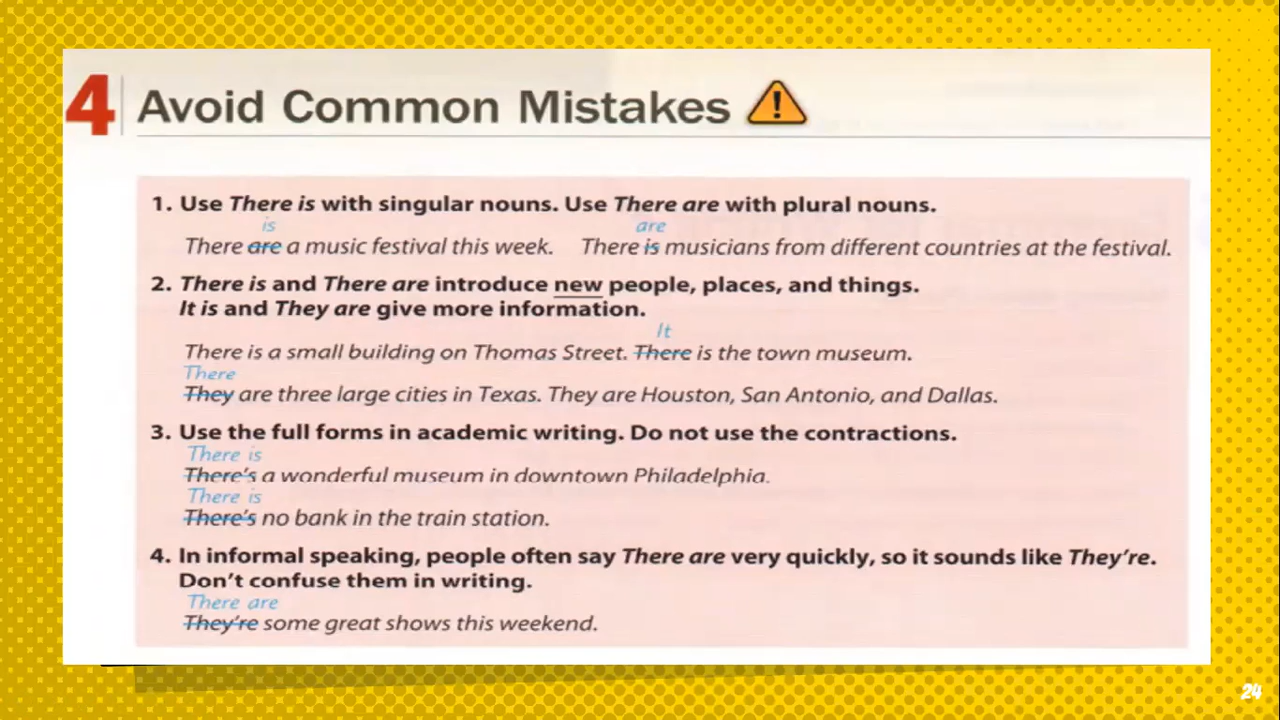 4 Avoid Common Mistakes
1. Use There is with singular nouns. Use There are with plural nouns.
is are
There are a music festival this week. There is musicians from different countries at the festival.
2. There is and There are introduce new people, places, and things.
It is and They are give more information.
It
There is a small building on Thomas Street. There is the town museum.
There
They are three large cities in Texas. They are Houston, San Antonio, and Dallas.
3. Use the full forms in academic writing. Do not use the contractions.
There is
There's a wonderful museum in downtown Philadelphia.
There is
There's no bank in the train station.
4. In informal speaking, people often say There are very quickly, so it sounds like They're.
Don't confuse them in writing.
There are
They're some great shows this weekend.
24